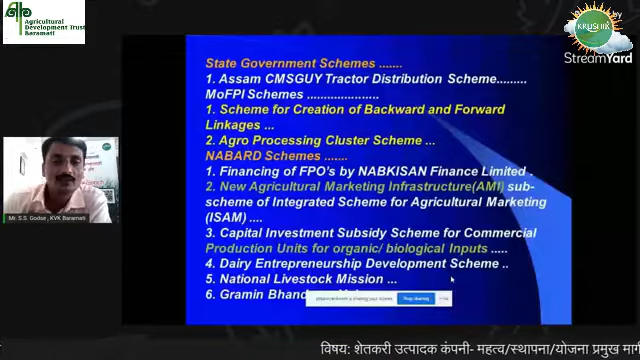 Agricultural
Development Trust
Baramati
KRUSHIK
StreamYard
State Government Schemes .......
1. Assam CMSGUY Tractor Distribution Scheme.........
MoFPI Schemes .....................
1. Scheme for Creation of Backward and Forward
Linkages ...
2. Agro Processing Cluster Scheme ...
NABARD Schemes .......
1. Financing of FPO's by NABKISAN Finance Limited .
2. New Agricultural Marketing Infrastructure(AMI) sub-
scheme of Integrated Scheme for Agricultural Marketing
(ISAM) ....
3. Capital Investment Subsidy Scheme for Commercial
Production Units for organic/ biological Inputs .....
4. Dairy Entrepreneurship Development Scheme ..
5. National Livestock Mission ...
6. Gramin
Mr. S.S. Godse , KVK Baramati
विषय: शेतकरी उत्पादक कंपनी- महत्व/स्थापना/योजना प्रमुख